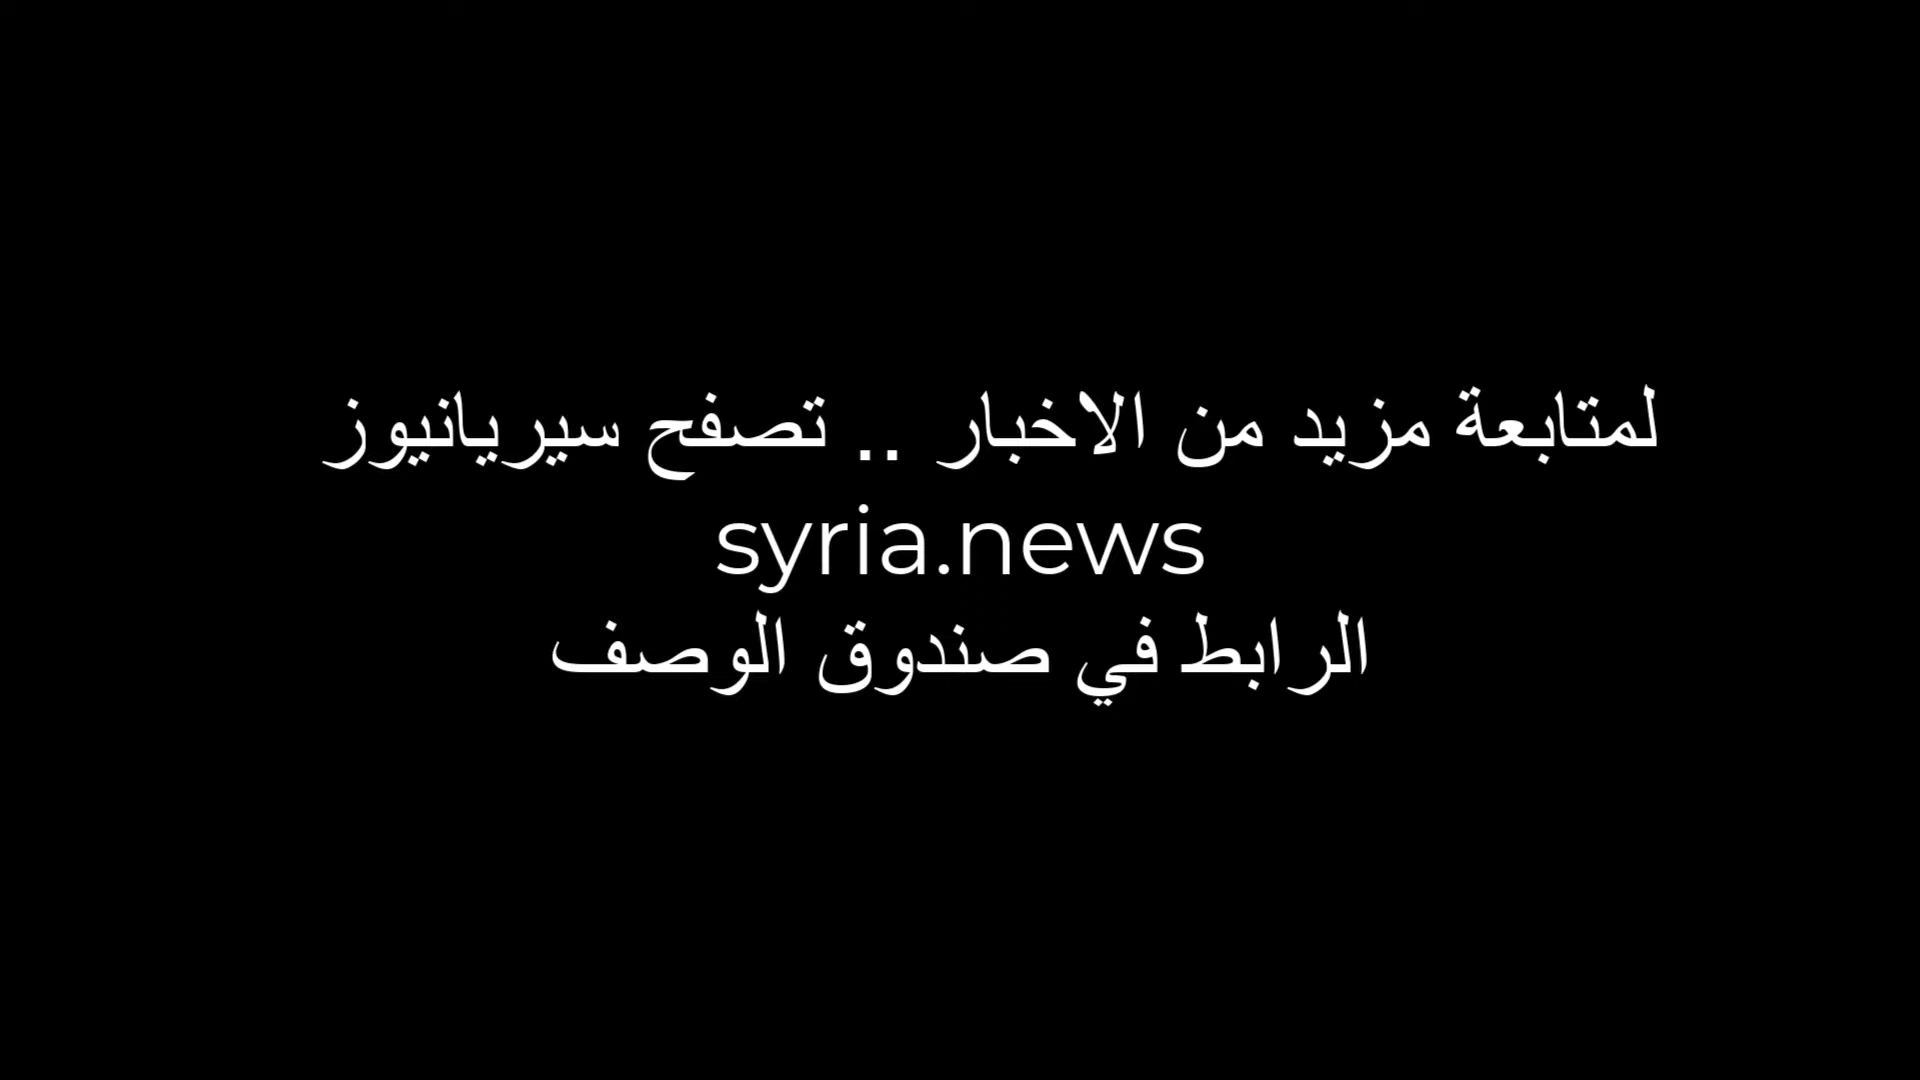 لمتابعة مزيد من الاخبار .. تصفح سيريانيوز
syria.news
الرابط في صندوق الوصف